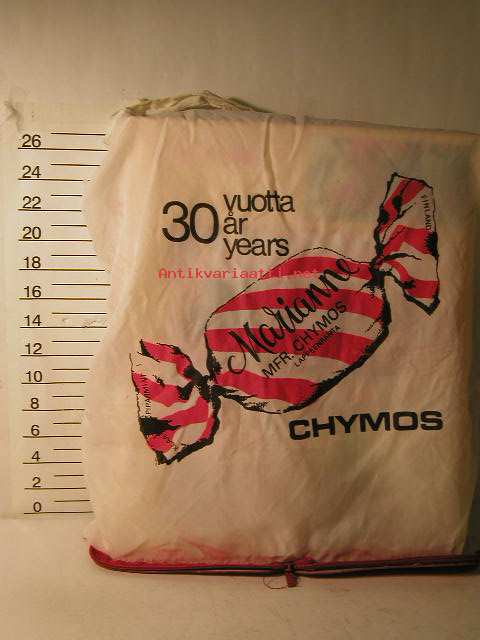 30 vuotta
år
years
Antikvariaatti.net
FINLAND
Marianne
MFR. CHYMOS
LAPPEENRANTA
CHYMOS
26
24
22
20
18
16
14
12
10
8
6
4
2
0